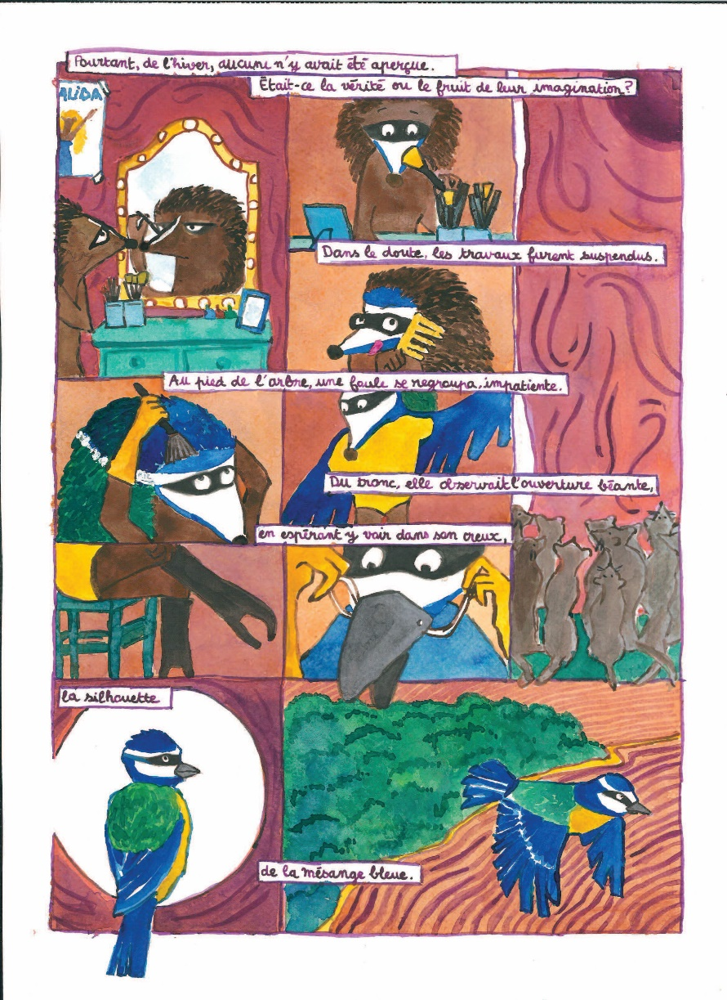 Pourtant, de l'hiver, aucune n'y avait été aperçue.
Était-ce la vérité ou le fruit de leur imagination?
ALIDA
Dans le doute, les travaux furent suspendus.
Au pied de l'arbre, une foule se regroupa, impatiente.
Du tronc, elle observait l'ouverture béante,
en espérant y voir dans son creux,
la silhouette
de la mésange bleue.